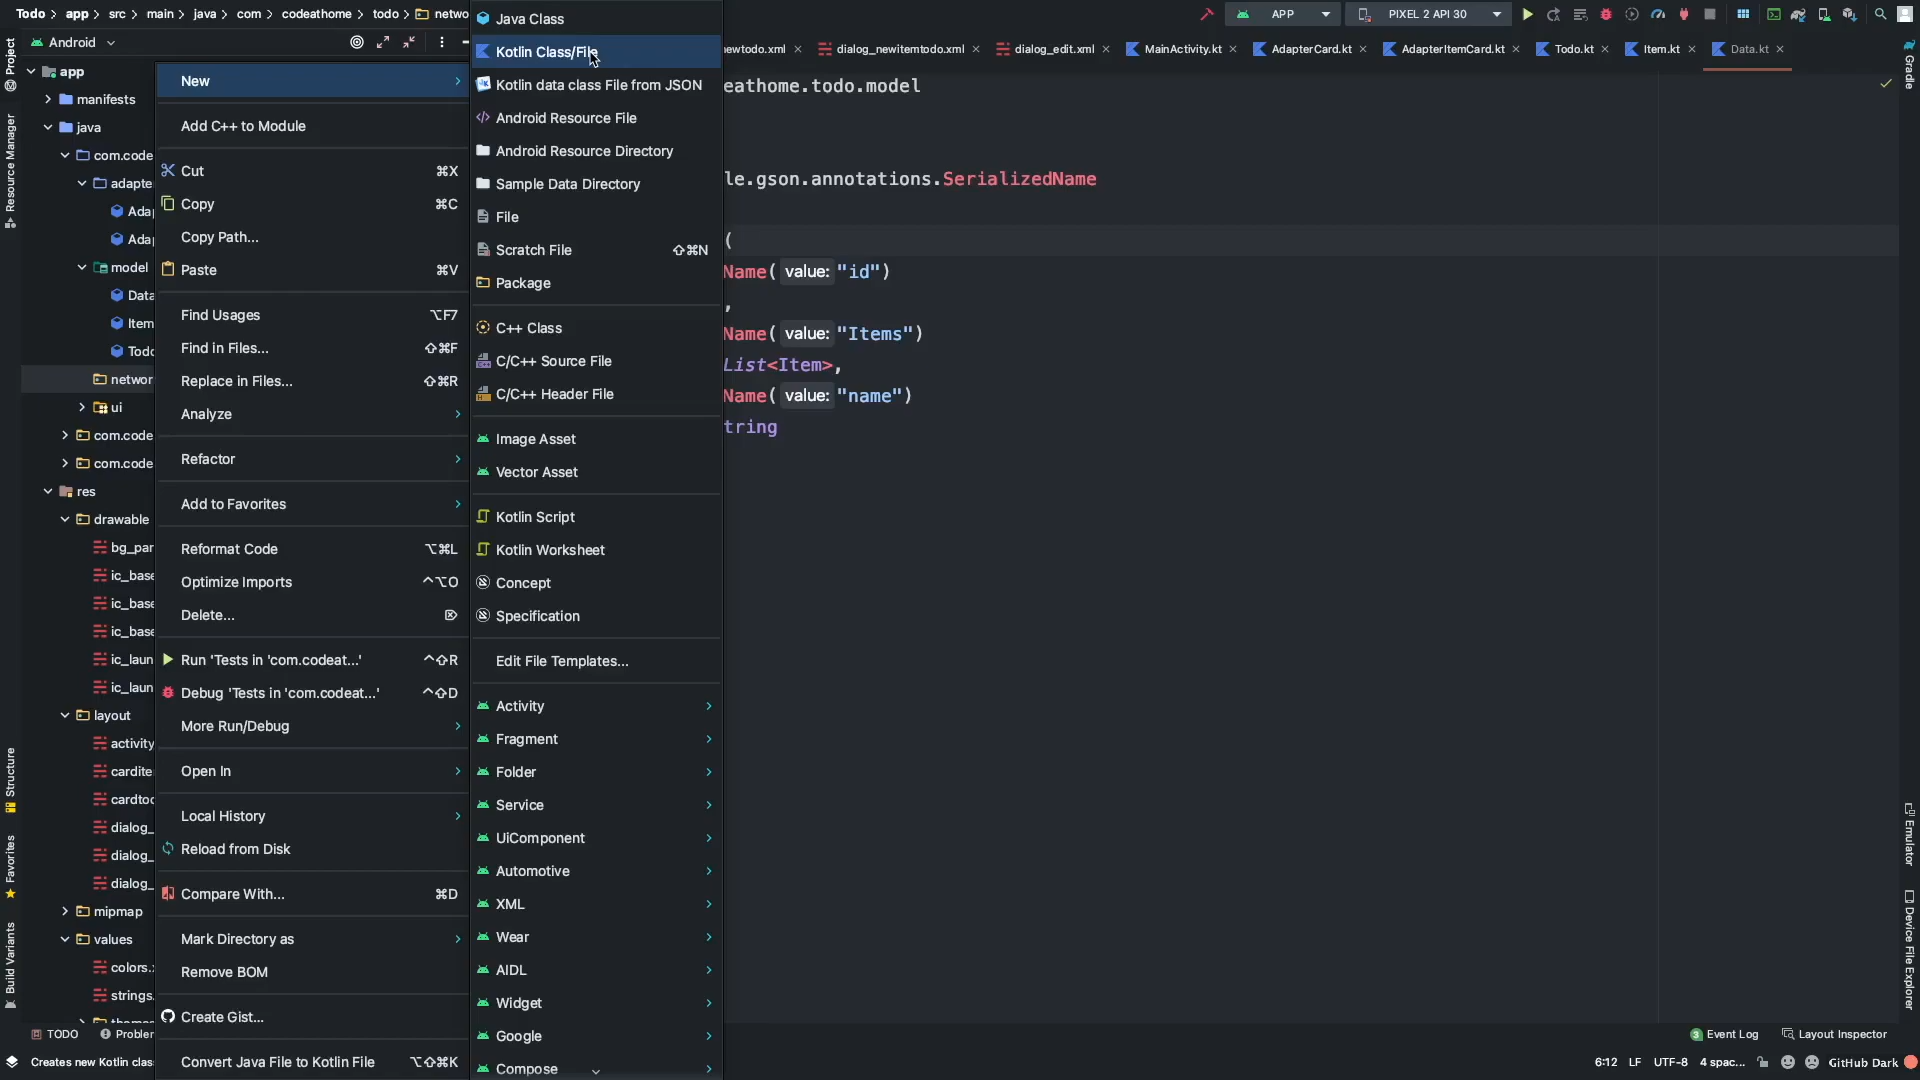 Todo app src main java com codeathome todo netwo
APP PIXEL 2 API 30
Android
ewtodo.xml dialog_newitemtodo.xml dialog_edit.xml MainActivity.kt AdapterCard.kt AdapterItemCard.kt Todo.kt Item.kt Data.kt
Project
Resource Manager
Structure
Favorites
Build Variants
app
manifests
java
com.code
adapte
Ada
Ada
model
Data
Item
Todo
networ
ui
com.code
com.code
res
drawable
bg_par
ic_base
ic_base
ic_base
ic_laun
ic_laun
layout
activity
cardite
cardtoc
dialog_
dialog_
dialog_
mipmap
values
colors.
strings.
New
Add C++ to Module
Cut ⌘X
Copy ⌘C
Copy Path...
Paste ⌘V
Find Usages ⌥F7
Find in Files... ⇧⌘F
Replace in Files... ⇧⌘R
Analyze
Refactor
Add to Favorites
Reformat Code ⌥⌘L
Optimize Imports ^⌥O
Delete... ⌦
Run 'Tests in 'com.codeat...' ^⇧R
Debug 'Tests in 'com.codeat...' ^⇧D
More Run/Debug
Open In
Local History
Reload from Disk
Compare With... ⌘D
Mark Directory as
Remove BOM
Create Gist...
Convert Java File to Kotlin File ⌥⇧⌘K
Java Class
Kotlin Class/File
Kotlin data class File from JSON
Android Resource File
Android Resource Directory
Sample Data Directory
File
Scratch File ⇧⌘N
Package
C++ Class
C/C++ Source File
C/C++ Header File
Image Asset
Vector Asset
Kotlin Script
Kotlin Worksheet
Concept
Specification
Edit File Templates...
Activity
Fragment
Folder
Service
UiComponent
Automotive
XML
Wear
AIDL
Widget
Google
Compose
eathome.todo.model
le.gson.annotations.SerializedName
(
Name( value: "id")
,
Name( value: "Items")
List<Item>,
Name( value: "name")
tring
Gradle
Emulator
Device File Explorer
TODO Probler
3 Event Log Layout Inspector
Creates new Kotlin clas
6:12 LF UTF-8 4 spac... GitHub Dark